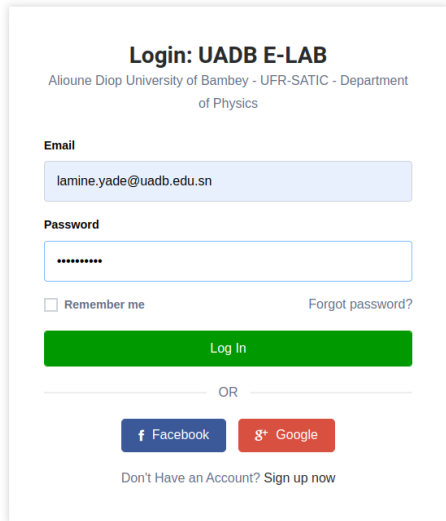 Login: UADB E-LAB
Alioune Diop University of Bambey - UFR-SATIC - Department
of Physics
Email
lamine.yade@uadb.edu.sn
Password
••••••••••
Remember me
Forgot password?
Log In
OR
f Facebook
g+ Google
Don't Have an Account? Sign up now